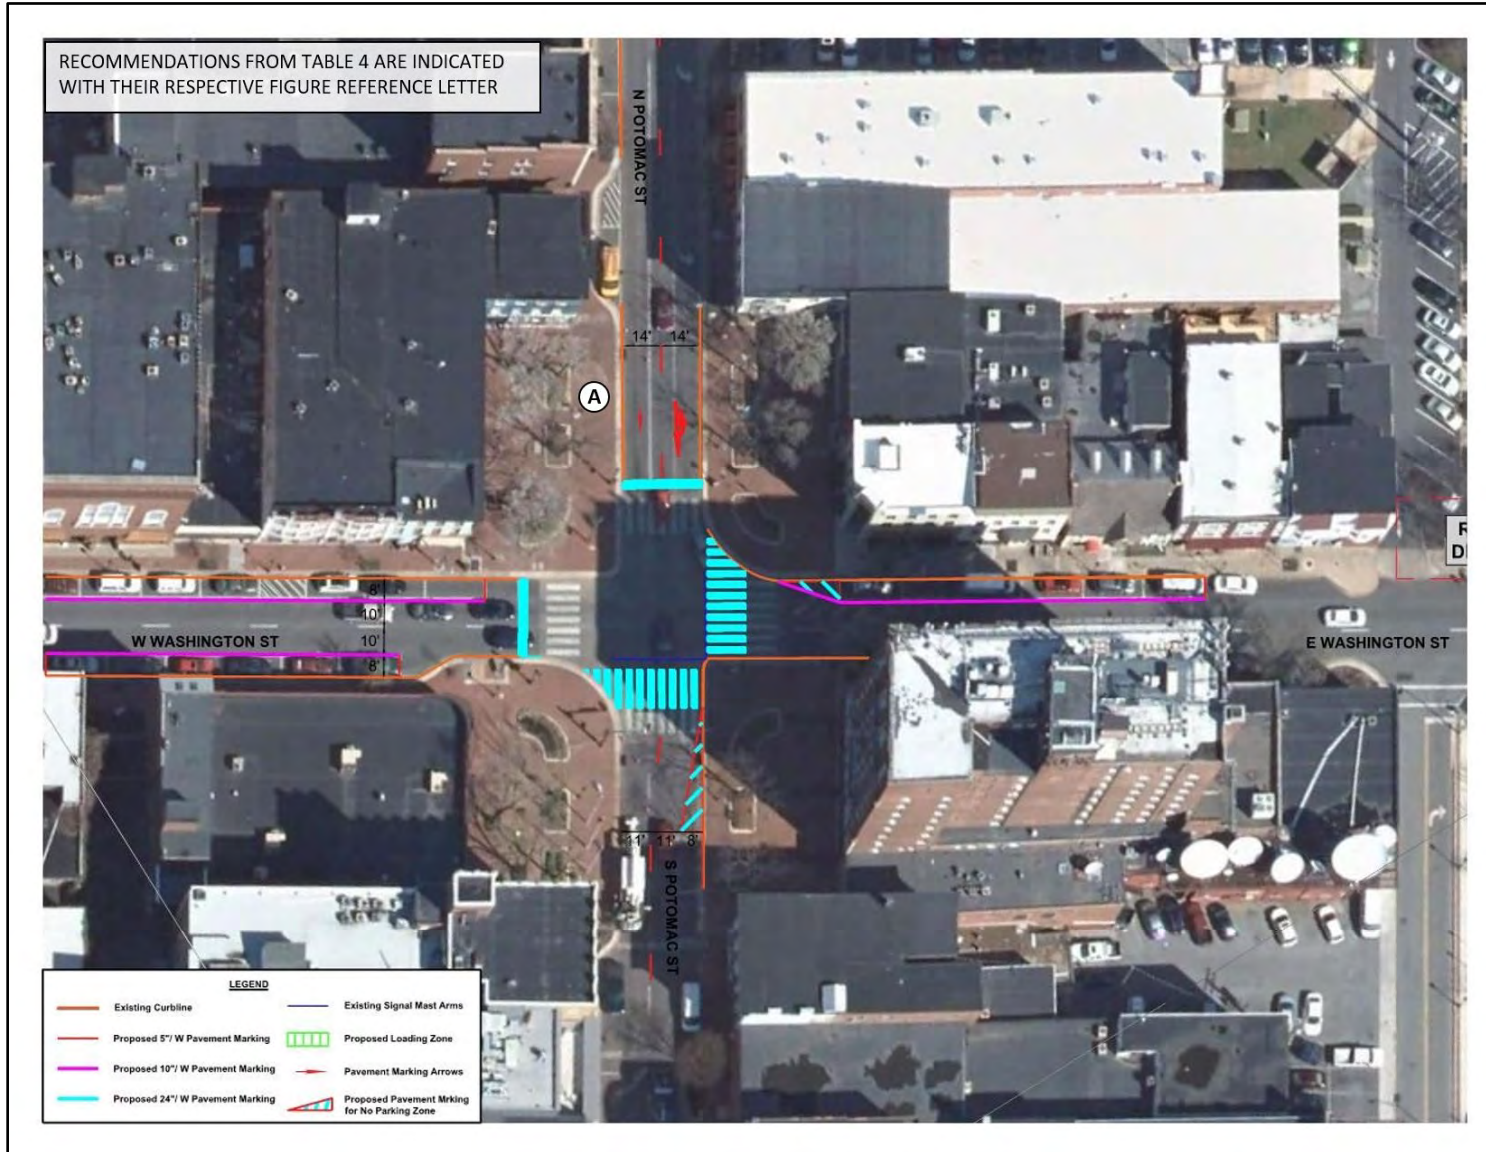 RECOMMENDATIONS FROM TABLE 4 ARE INDICATED
WITH THEIR RESPECTIVE FIGURE REFERENCE LETTER
N POTOMAC ST
14' 14'
A
8'
10'
10'
8'
W WASHINGTON ST
E WASHINGTON ST
R
D
11' 11' 8'
S POTOMAC ST
LEGEND
Existing Curbline
Existing Signal Mast Arms
Proposed 5"/ W Pavement Marking
Proposed Loading Zone
Proposed 10"/ W Pavement Marking
Pavement Marking Arrows
Proposed 24"/ W Pavement Marking
Proposed Pavement Mrking
for No Parking Zone